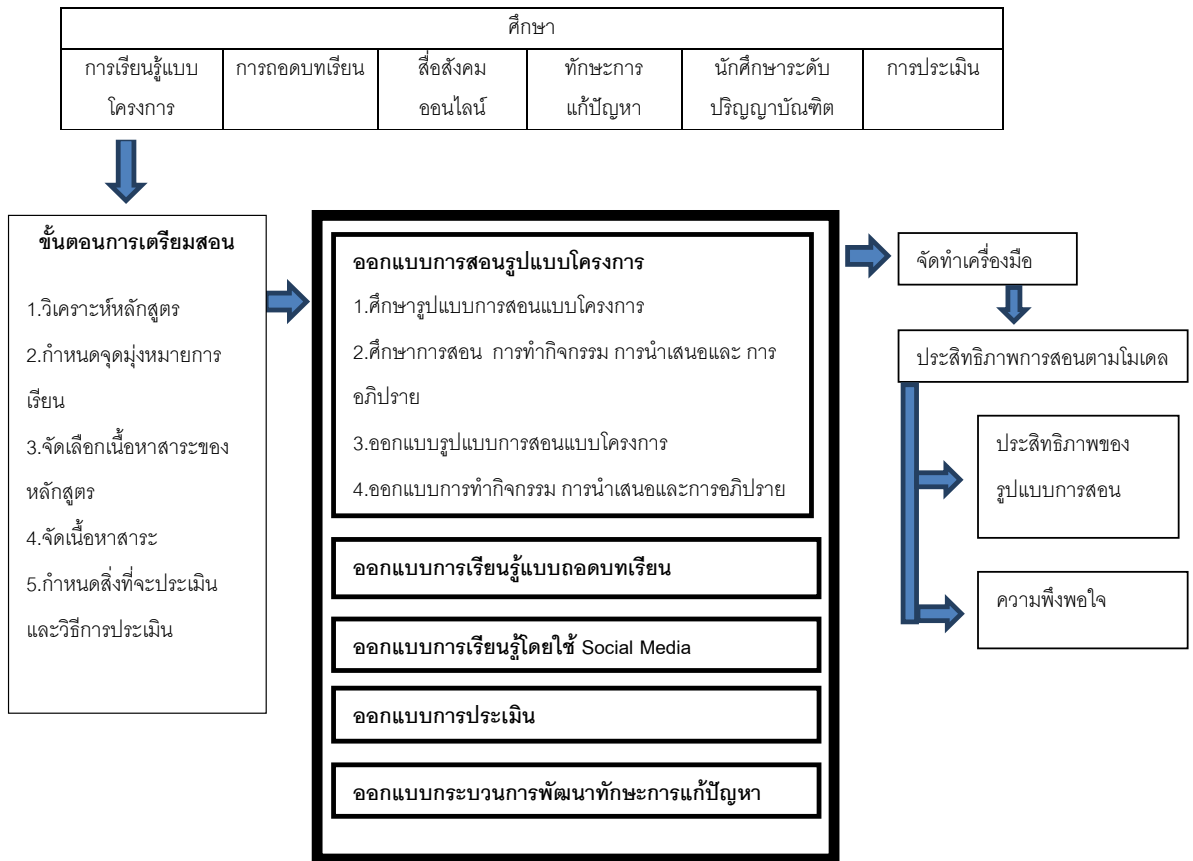 ศึกษา
การเรียนรู้แบบ
โครงการ
การถอดบทเรียน
สื่อสังคม
ออนไลน์
ทักษะการ
แก้ปัญหา
นักศึกษาระดับ
ปริญญาบัณฑิต
การประเมิน
ขั้นตอนการเตรียมสอน
1.วิเคราะห์หลักสูตร
2.กำหนดจุดมุ่งหมายการ
เรียน
3.จัดเลือกเนื้อหาสาระของ
หลักสูตร
4.จัดเนื้อหาสาระ
5.กำหนดสิ่งที่จะประเมิน
และวิธีการประเมิน
ออกแบบการสอนรูปแบบโครงการ
1.ศึกษารูปแบบการสอนแบบโครงการ
2.ศึกษาการสอน การทำกิจกรรม การนำเสนอและ การ
อภิปราย
3.ออกแบบรูปแบบการสอนแบบโครงการ
4.ออกแบบการทำกิจกรรม การนำเสนอและการอภิปราย
ออกแบบการเรียนรู้แบบถอดบทเรียน
ออกแบบการเรียนรู้โดยใช้ Social Media
ออกแบบการประเมิน
ออกแบบกระบวนการพัฒนาทักษะการแก้ปัญหา
จัดทำเครื่องมือ
ประสิทธิภาพการสอนตามโมเดล
ประสิทธิภาพของ
รูปแบบการสอน
ความพึงพอใจ